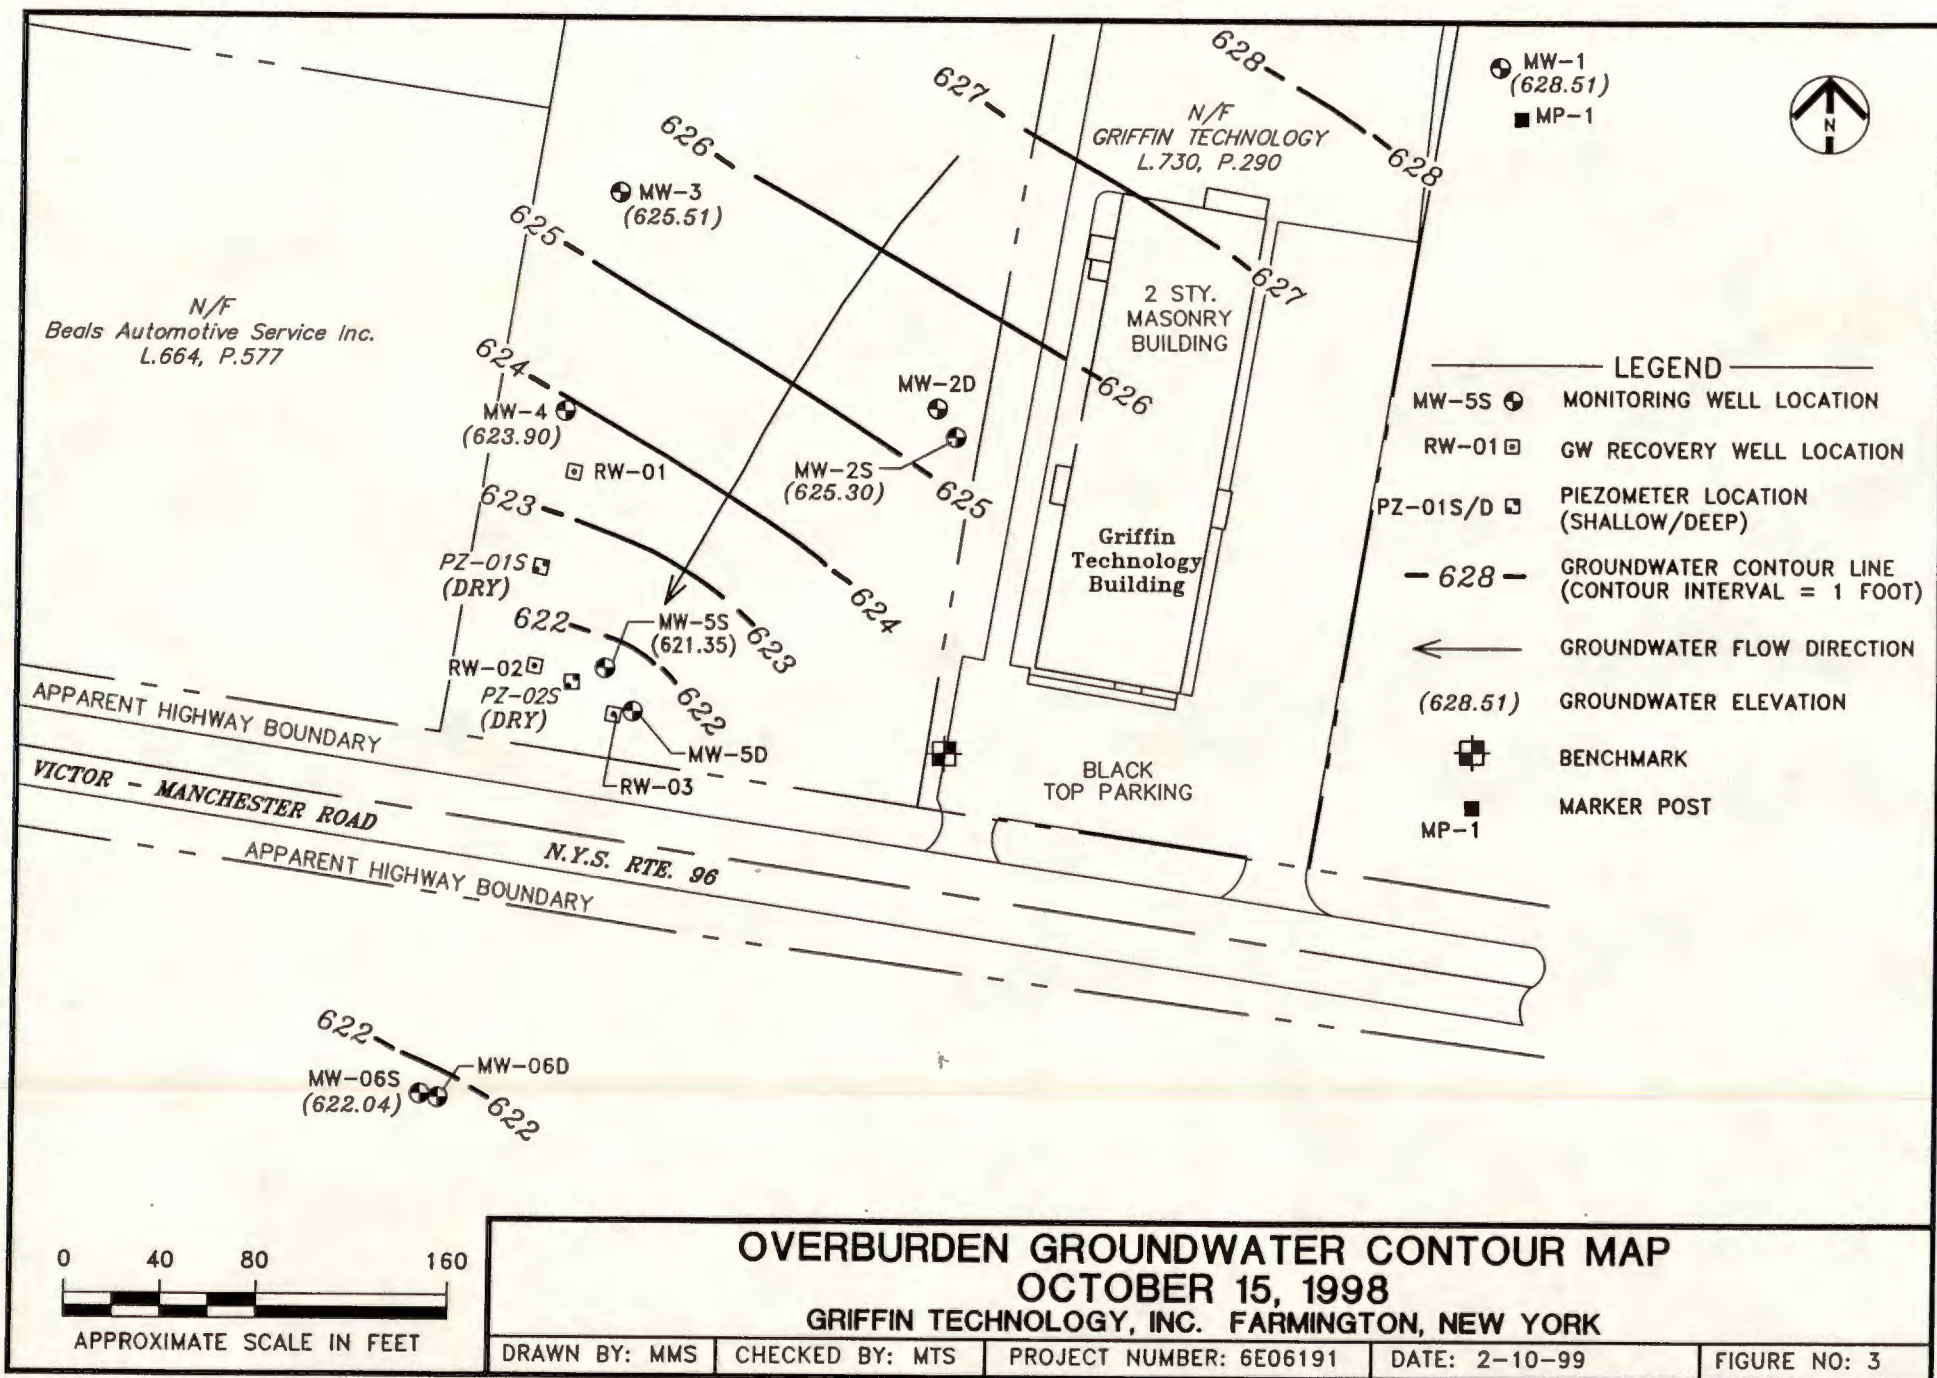 628
MW-1
(628.51)
MP-1
N
627
N/F
GRIFFIN TECHNOLOGY
L.730, P.290
628
626
MW-3
(625.51)
625
627
2 STY.
MASONRY
BUILDING
N/F
Beals Automotive Service Inc.
L.664, P.577
624
626
MW-2D
MW-4
(623.90)
MW-2S
(625.30)
625
RW-01
623
Griffin
Technology
Building
PZ-01S
(DRY)
624
622
MW-5S
(621.35)
623
RW-02
PZ-02S
(DRY)
622
MW-5D
RW-03
BLACK
TOP PARKING
LEGEND
MW-5S MONITORING WELL LOCATION
RW-01 GW RECOVERY WELL LOCATION
PZ-01S/D PIEZOMETER LOCATION
(SHALLOW/DEEP)
628 GROUNDWATER CONTOUR LINE
(CONTOUR INTERVAL = 1 FOOT)
GROUNDWATER FLOW DIRECTION
(628.51) GROUNDWATER ELEVATION
BENCHMARK
MP-1 MARKER POST
APPARENT HIGHWAY BOUNDARY
VICTOR - MANCHESTER ROAD
N.Y.S. RTE. 96
APPARENT HIGHWAY BOUNDARY
622
MW-06D
MW-06S
(622.04)
622
0 40 80 160
APPROXIMATE SCALE IN FEET
OVERBURDEN GROUNDWATER CONTOUR MAP
OCTOBER 15, 1998
GRIFFIN TECHNOLOGY, INC. FARMINGTON, NEW YORK
DRAWN BY: MMS CHECKED BY: MTS PROJECT NUMBER: 6E06191 DATE: 2-10-99 FIGURE NO: 3